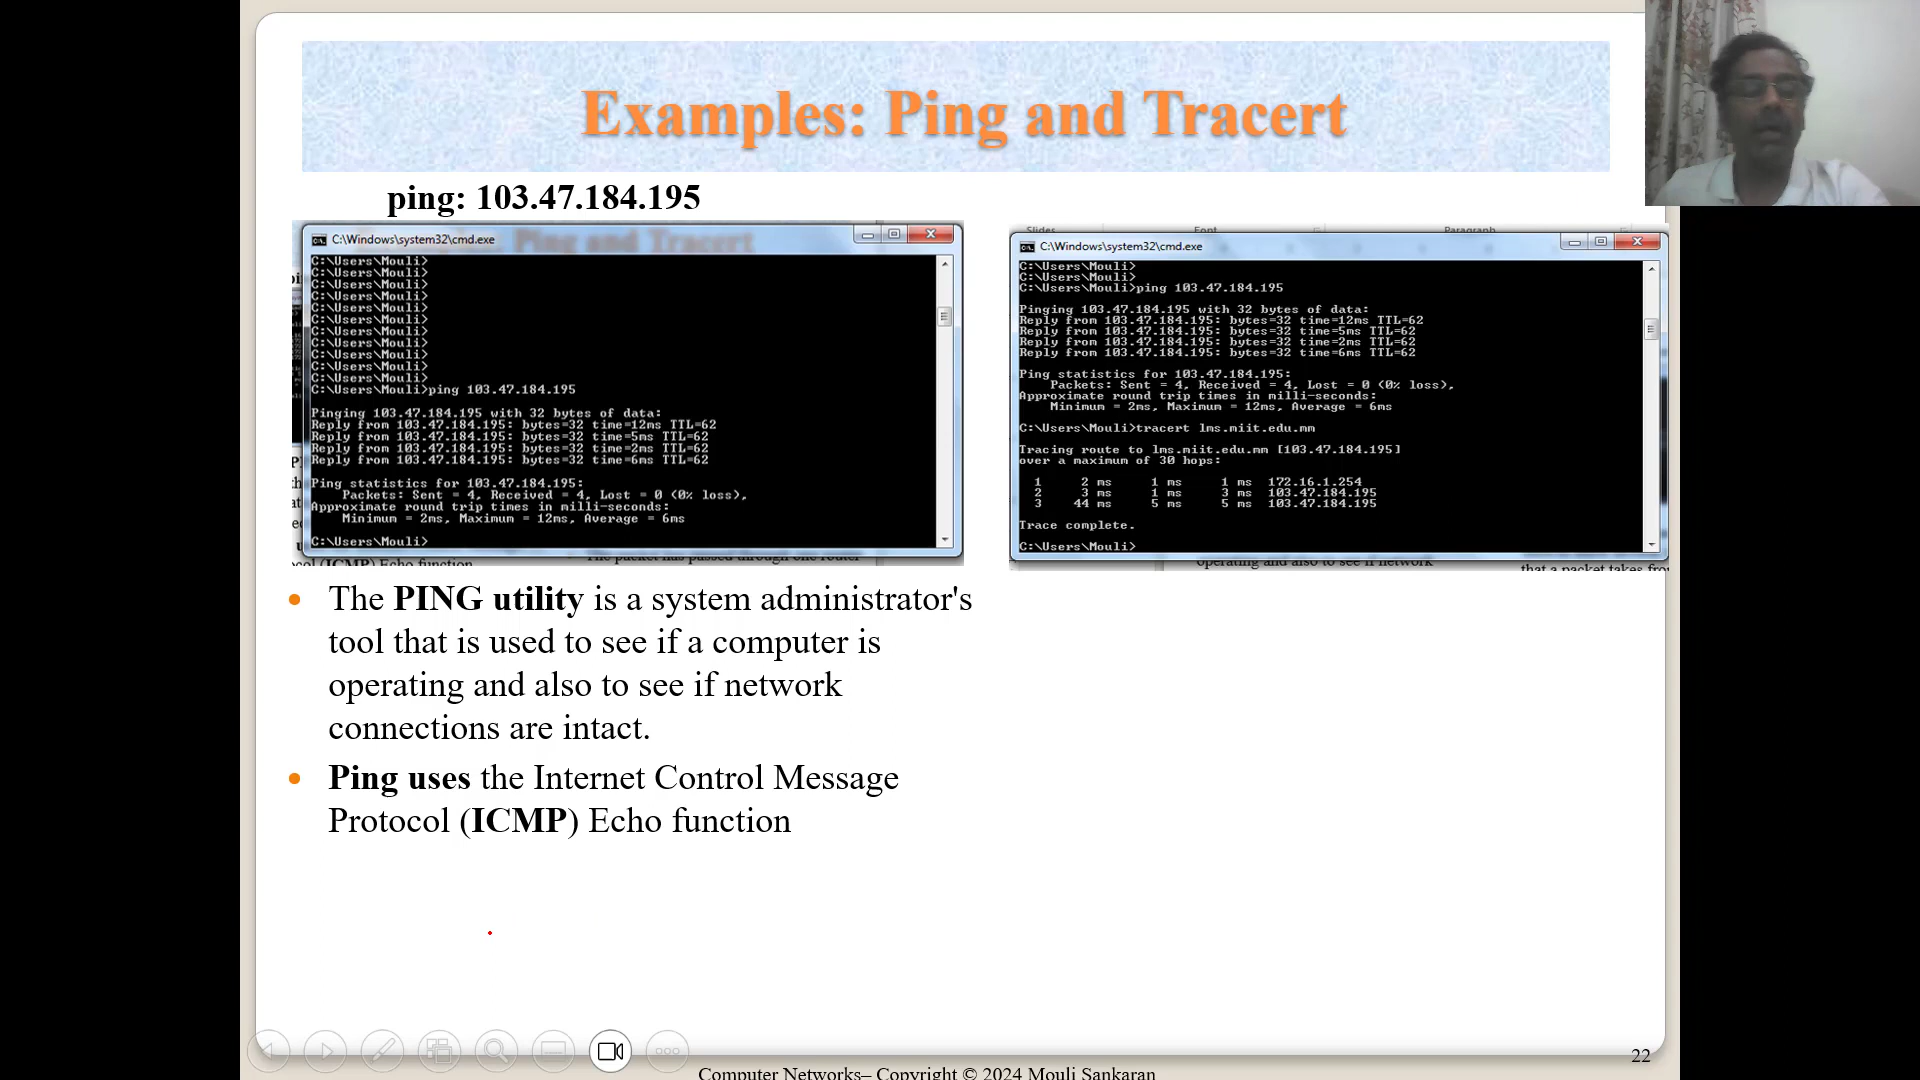 Examples: Ping and Tracert
ping: 103.47.184.195
C:\Windows\system32\cmd.exe
C:\Users\Mouli>
C:\Users\Mouli>
C:\Users\Mouli>
C:\Users\Mouli>
C:\Users\Mouli>
C:\Users\Mouli>
C:\Users\Mouli>
C:\Users\Mouli>
C:\Users\Mouli>
C:\Users\Mouli>
C:\Users\Mouli>
C:\Users\Mouli>ping 103.47.184.195
Pinging 103.47.184.195 with 32 bytes of data:
Reply from 103.47.184.195: bytes=32 time=12ms TTL=62
Reply from 103.47.184.195: bytes=32 time=5ms TTL=62
Reply from 103.47.184.195: bytes=32 time=2ms TTL=62
Reply from 103.47.184.195: bytes=32 time=6ms TTL=62
Ping statistics for 103.47.184.195:
Packets: Sent = 4, Received = 4, Lost = 0 (0% loss),
Approximate round trip times in milli-seconds:
Minimum = 2ms, Maximum = 12ms, Average = 6ms
C:\Users\Mouli>
C:\Windows\system32\cmd.exe
C:\Users\Mouli>
C:\Users\Mouli>
C:\Users\Mouli>ping 103.47.184.195
Pinging 103.47.184.195 with 32 bytes of data:
Reply from 103.47.184.195: bytes=32 time=12ms TTL=62
Reply from 103.47.184.195: bytes=32 time=5ms TTL=62
Reply from 103.47.184.195: bytes=32 time=2ms TTL=62
Reply from 103.47.184.195: bytes=32 time=6ms TTL=62
Ping statistics for 103.47.184.195:
Packets: Sent = 4, Received = 4, Lost = 0 (0% loss),
Approximate round trip times in milli-seconds:
Minimum = 2ms, Maximum = 12ms, Average = 6ms
C:\Users\Mouli>tracert lms.miit.edu.mm
Tracing route to lms.miit.edu.mm [103.47.184.195]
over a maximum of 30 hops:
1 2 ms 1 ms 1 ms 172.16.1.254
2 3 ms 1 ms 3 ms 103.47.184.195
3 44 ms 5 ms 5 ms 103.47.184.195
Trace complete.
C:\Users\Mouli>
The PING utility is a system administrator's
tool that is used to see if a computer is
operating and also to see if network
connections are intact.
Ping uses the Internet Control Message
Protocol (ICMP) Echo function
22
Computer Networks– Copyright © 2024 Mouli Sankaran